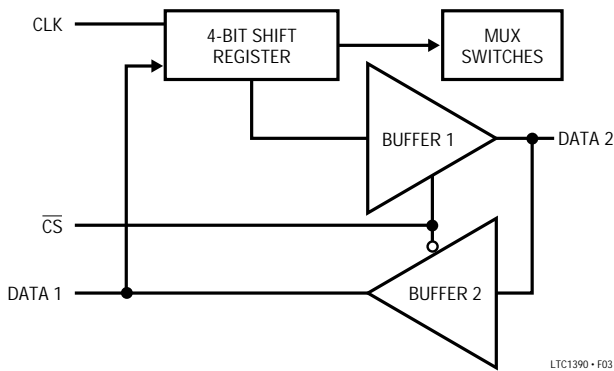 CLK
4-BIT SHIFT
REGISTER
MUX
SWITCHES
BUFFER 1
DATA 2
CS
DATA 1
BUFFER 2
LTC1390 • F03